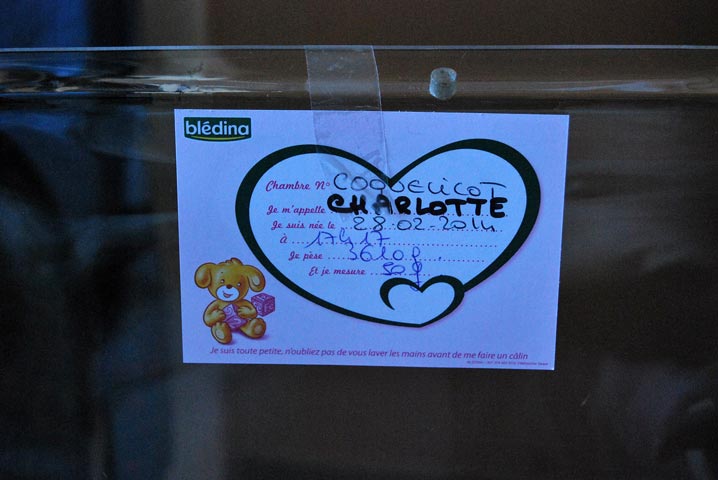 blédina
Chambre N° COQUELICOT
Je m'appelle CHARLOTTE
Je suis née le 28-02-2014
À 17h17
Je pèse 3610g.
Et je mesure 50
Je suis toute petite, n'oubliez pas de vous laver les mains avant de me faire un câlin